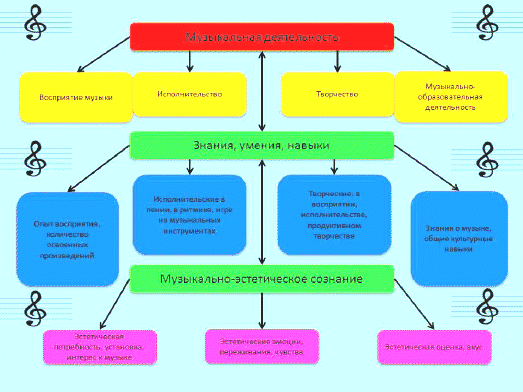 Музыкальная деятельность
Восприятие музыки
Исполнительство
Творчество
Музыкально-
образовательная
деятельность
Знания, умения, навыки
Опыт восприятия,
количество
освоенных
произведений
Исполнительские в
пении, в ритмике, игре
на музыкальных
инструментах
Творческие: в
восприятии,
исполнительстве,
продуктивном
творчестве
Знания о музыке,
общие культурные
навыки
Музыкально-эстетическое сознание
Эстетическая
потребность, установка,
интерес к музыке
Эстетические эмоции,
переживания, чувства
Эстетическая оценка, вкус